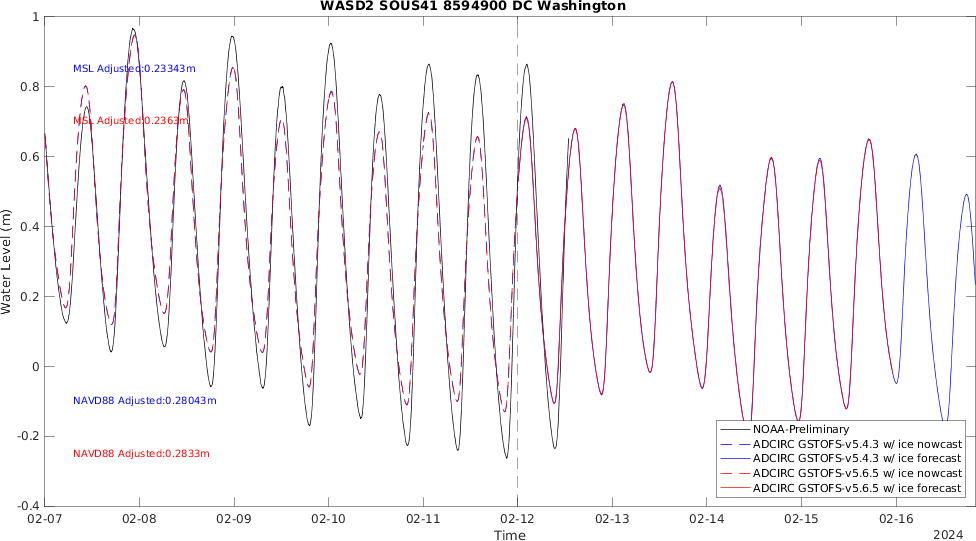 WASD2 SOUS41 8594900 DC Washington
1
0.8
0.6
0.4
0.2
0
-0.2
-0.4
Water Level (m)
MSL Adjusted:0.23343m
MSL Adjusted:0.2363m
NAVD88 Adjusted:0.28043m
NAVD88 Adjusted:0.2833m
NOAA-Preliminary
ADCIRC GSTOFS-v5.4.3 w/ ice nowcast
ADCIRC GSTOFS-v5.4.3 w/ ice forecast
ADCIRC GSTOFS-v5.6.5 w/ ice nowcast
ADCIRC GSTOFS-v5.6.5 w/ ice forecast
02-07 02-08 02-09 02-10 02-11 02-12 02-13 02-14 02-15 02-16
Time
2024